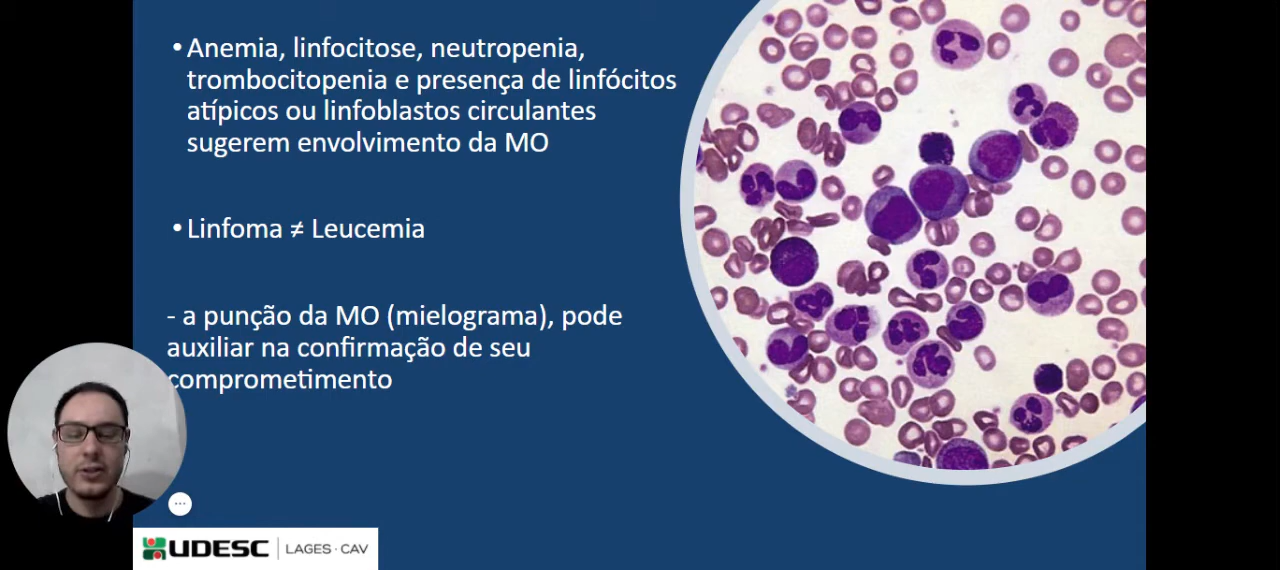 •Anemia, linfocitose, neutropenia,
trombocitopenia e presença de linfócitos
atípicos ou linfoblastos circulantes
sugerem envolvimento da MO
•Linfoma ≠ Leucemia
- a punção da MO (mielograma), pode
auxiliar na confirmação de seu
comprometimento
UDESC | LAGES · CAV